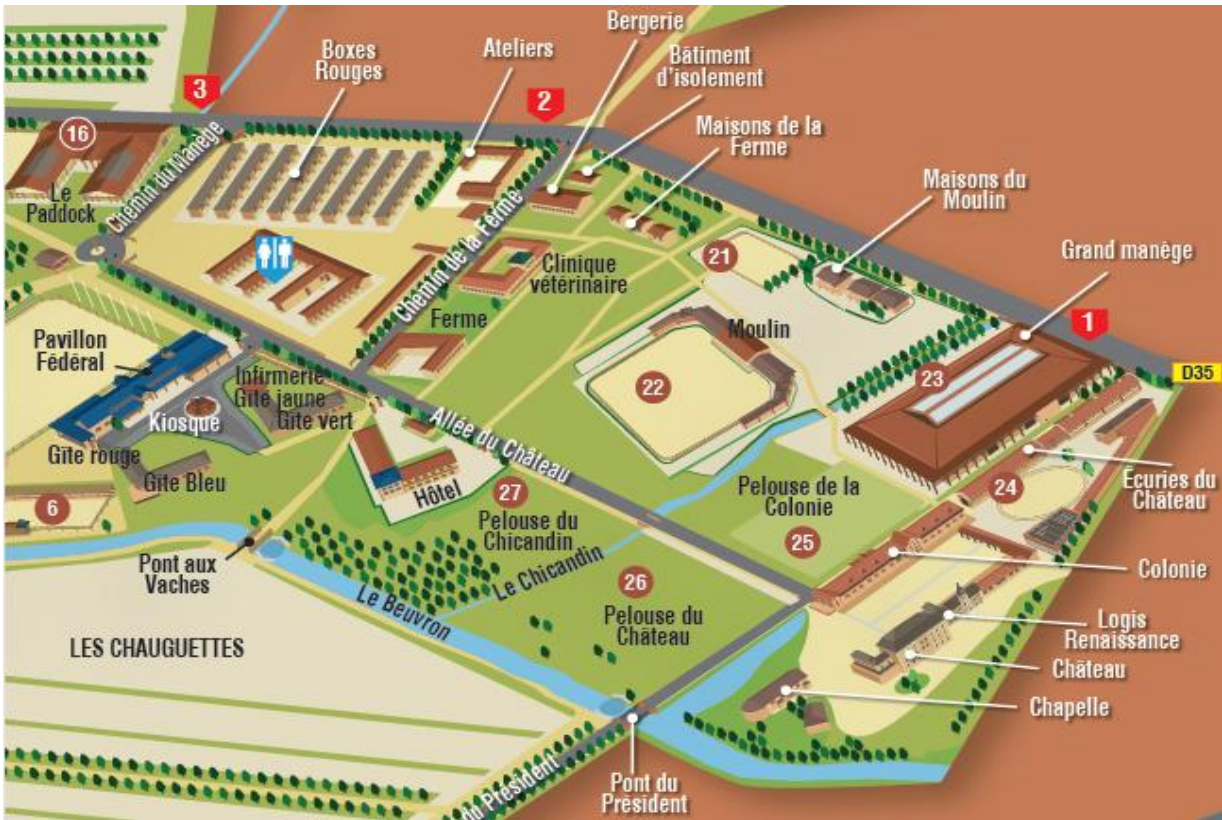 Bergerie
Boxes
Rouges
Ateliers
Bâtiment
d'isolement
3
2
Maisons de la
Ferme
16
Chemin du Manège
Le
Paddock
Maisons du
Moulin
Chemin de la Ferme
21
Grand manège
Clinique
vétérinaire
Ferme
Moulin
1
D35
Pavillon
Fédéral
Infirmerie
Gîte jaune
Gîte vert
22
23
Kiosque
Allée du Château
Gîte rouge
Gîte Bleu
Hôtel
27
Pelouse du
Chicandin
Pelouse de la
Colonie
24
Écuries du
Château
6
25
Pont aux
Vaches
Le Chicandin
Colonie
Le Beuvron
26
Pelouse du
Château
Logis
Renaissance
LES CHAUGUETTES
Château
Chapelle
du Président
Pont du
Président